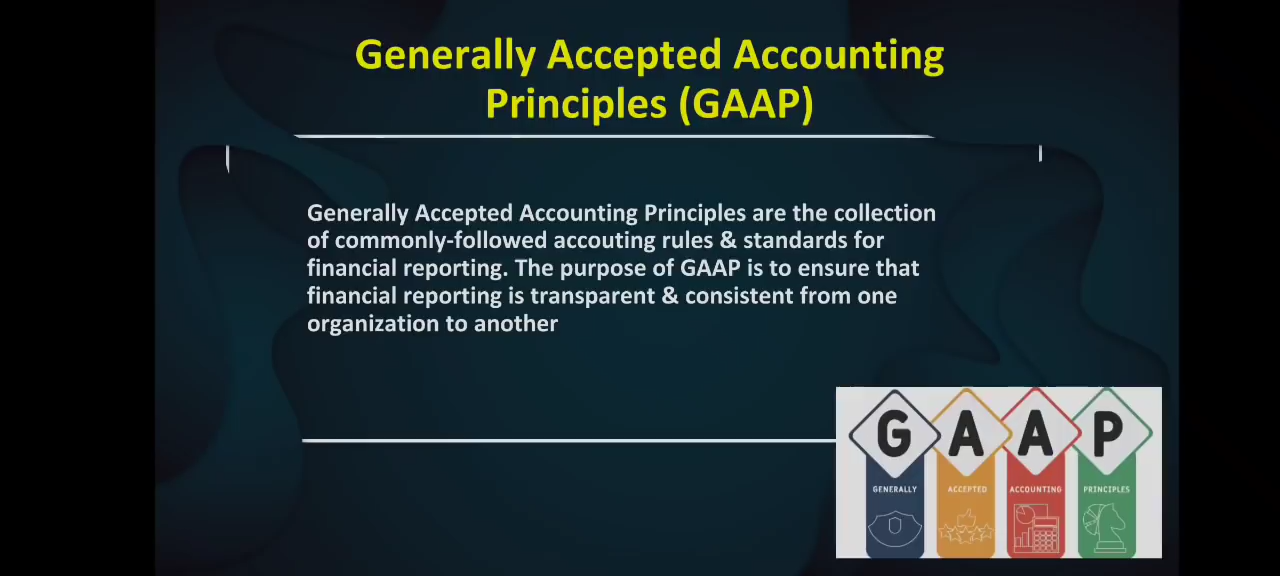 Generally Accepted Accounting
Principles (GAAP)
Generally Accepted Accounting Principles are the collection
of commonly-followed accouting rules & standards for
financial reporting. The purpose of GAAP is to ensure that
financial reporting is transparent & consistent from one
organization to another
G A A P
GENERALLY ACCEPTED ACCOUNTING PRINCIPLES